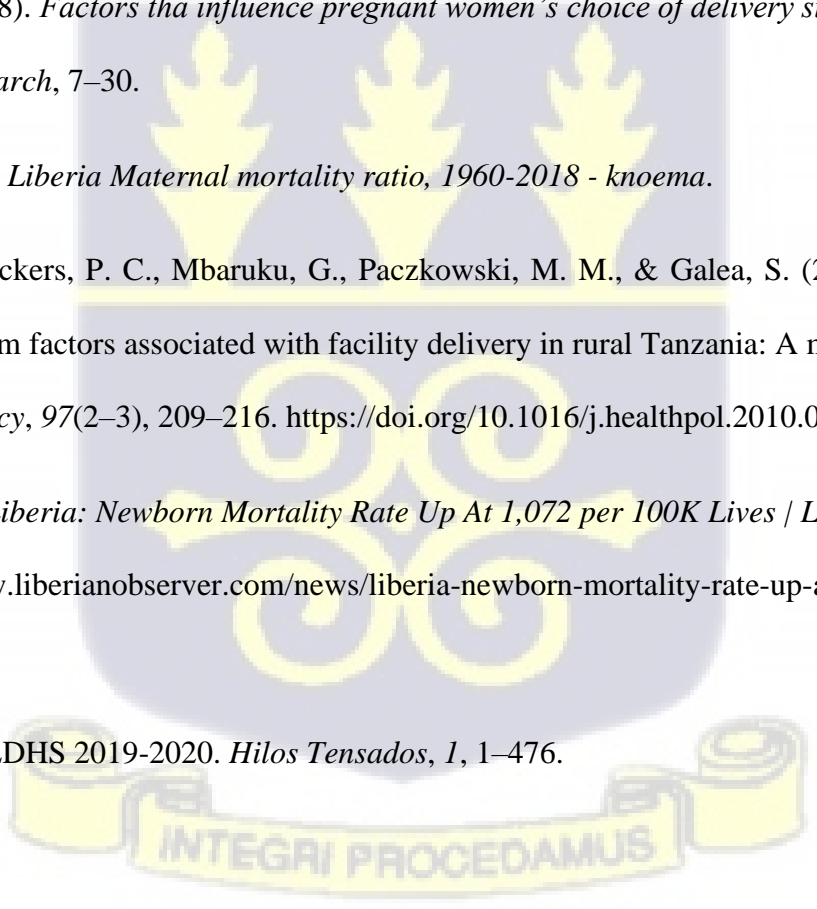 8). Factors tha influence pregnant women's choice of delivery
arch, 7–30.
Liberia Maternal mortality ratio, 1960-2018 - knoema.
ckers, P. C., Mbaruku, G., Paczkowski, M. M., & Galea, S. (2
m factors associated with facility delivery in rural Tanzania: A
cy, 97(2–3), 209–216. https://doi.org/10.1016/j.healthpol.2010.0
iberia: Newborn Mortality Rate Up At 1,072 per 100K Lives | L
.liberianobserver.com/news/liberia-newborn-mortality-rate-up-a
DHS 2019-2020. Hilos Tensados, 1, 1–476.
INTEGRI PROCEDAMUS